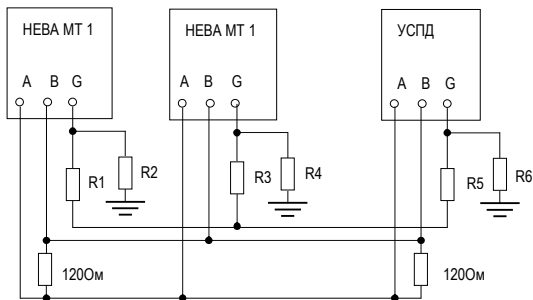 НЕВА МТ 1
НЕВА МТ 1
УСПД
A B G
A B G
A B G
R1
R2
R3
R4
R5
R6
120Ом
120Ом